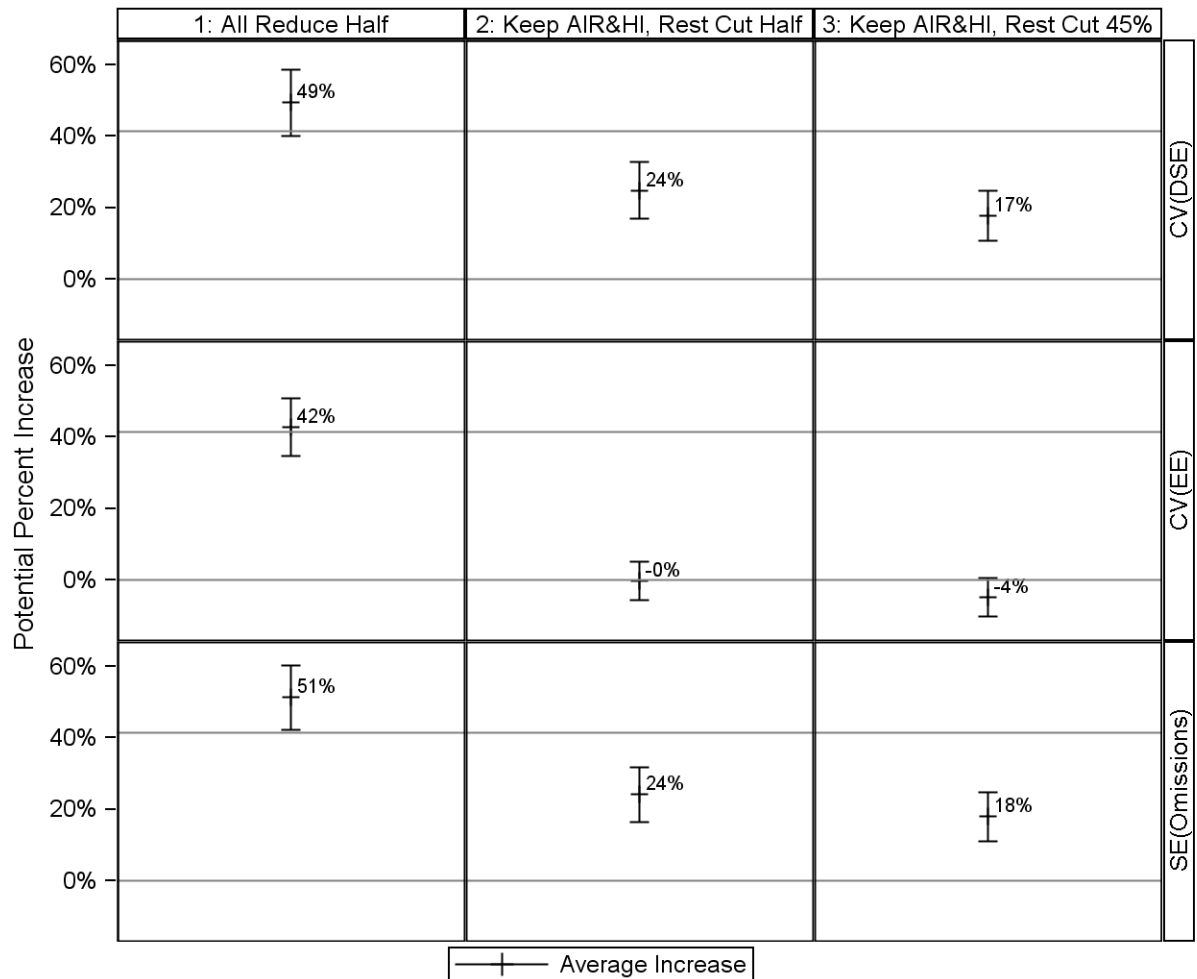 1: All Reduce Half
2: Keep AIR&HI, Rest Cut Half
3: Keep AIR&HI, Rest Cut 45%
Potential Percent Increase
60%
40%
20%
0%
49%
24%
17%
CV(DSE)
60%
40%
20%
0%
42%
-0%
-4%
CV(EE)
60%
40%
20%
0%
51%
24%
18%
SE(Omissions)
Average Increase